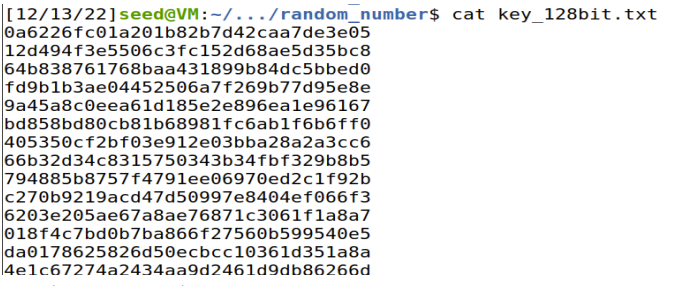 [12/13/22]seed@VM:~/.../random_number$ cat key_128bit.txt
0a6226fc01a201b82b7d42caa7de3e05
12d494f3e5506c3fc152d68ae5d35bc8
64b838761768baa431899b84dc5bbed0
fd9b1b3ae04452506a7f269b77d95e8e
9a45a8c0eea61d185e2e896ea1e96167
bd858bd80cb81b68981fc6ab1f6b6ff0
405350cf2bf03e912e03bba28a2a3cc6
66b32d34c8315750343b34fbf329b8b5
794885b8757f4791ee06970ed2c1f92b
c270b9219acd47d50997e8404ef066f3
6203e205ae67a8ae76871c3061f1a8a7
018f4c7bd0b7ba866f27560b599540e5
da0178625826d50ecbcc10361d351a8a
4e1c67274a2434aa9d2461d9db86266d